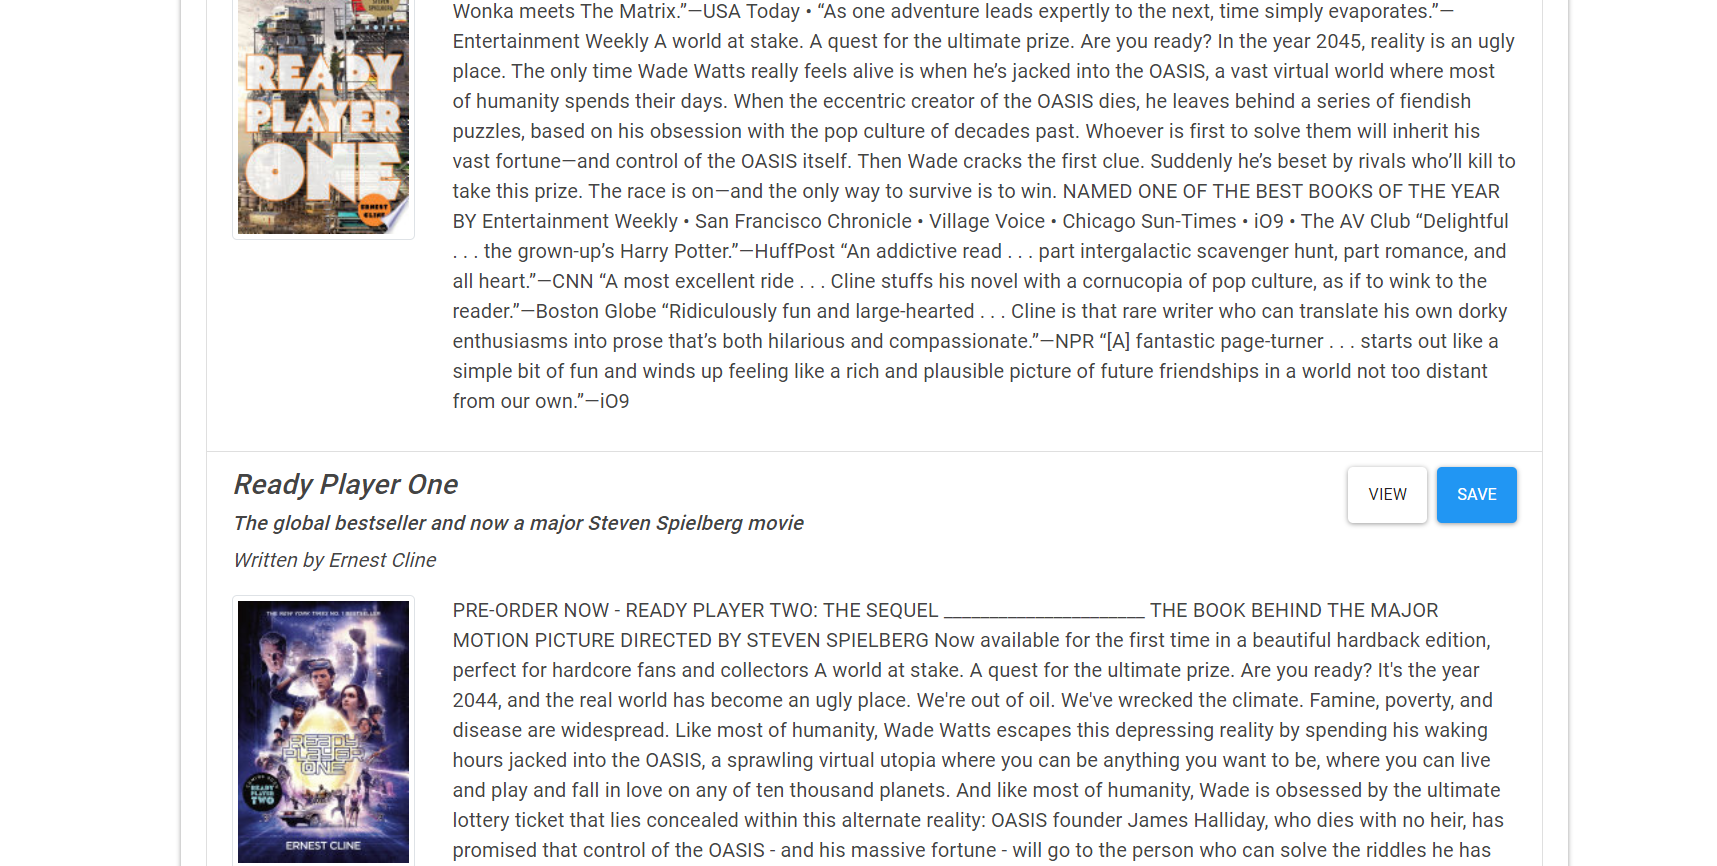 STEVEN
SPIELBERG
READY
PLAYER
ONE
ERNEST
CLINE
Wonka meets The Matrix.”—USA Today • “As one adventure leads expertly to the next, time simply evaporates.”—
Entertainment Weekly A world at stake. A quest for the ultimate prize. Are you ready? In the year 2045, reality is an ugly
place. The only time Wade Watts really feels alive is when he’s jacked into the OASIS, a vast virtual world where most
of humanity spends their days. When the eccentric creator of the OASIS dies, he leaves behind a series of fiendish
puzzles, based on his obsession with the pop culture of decades past. Whoever is first to solve them will inherit his
vast fortune—and control of the OASIS itself. Then Wade cracks the first clue. Suddenly he’s beset by rivals who’ll kill to
take this prize. The race is on—and the only way to survive is to win. NAMED ONE OF THE BEST BOOKS OF THE YEAR
BY Entertainment Weekly • San Francisco Chronicle • Village Voice • Chicago Sun-Times • iO9 • The AV Club “Delightful
. . . the grown-up’s Harry Potter.”—HuffPost “An addictive read . . . part intergalactic scavenger hunt, part romance, and
all heart.”—CNN “A most excellent ride . . . Cline stuffs his novel with a cornucopia of pop culture, as if to wink to the
reader.”—Boston Globe “Ridiculously fun and large-hearted . . . Cline is that rare writer who can translate his own dorky
enthusiasms into prose that’s both hilarious and compassionate.”—NPR “[A] fantastic page-turner . . . starts out like a
simple bit of fun and winds up feeling like a rich and plausible picture of future friendships in a world not too distant
from our own.”—iO9
Ready Player One
VIEW
SAVE
The global bestseller and now a major Steven Spielberg movie
Written by Ernest Cline
THE NEW YORK TIMES NO. 1 BESTSELLER
READY
PLAYER
ONE
COMING NOV
READY
PLAYER
TWO
ERNEST CLINE
PRE-ORDER NOW - READY PLAYER TWO: THE SEQUEL ____________________ THE BOOK BEHIND THE MAJOR
MOTION PICTURE DIRECTED BY STEVEN SPIELBERG Now available for the first time in a beautiful hardback edition,
perfect for hardcore fans and collectors A world at stake. A quest for the ultimate prize. Are you ready? It's the year
2044, and the real world has become an ugly place. We're out of oil. We've wrecked the climate. Famine, poverty, and
disease are widespread. Like most of humanity, Wade Watts escapes this depressing reality by spending his waking
hours jacked into the OASIS, a sprawling virtual utopia where you can be anything you want to be, where you can live
and play and fall in love on any of ten thousand planets. And like most of humanity, Wade is obsessed by the ultimate
lottery ticket that lies concealed within this alternate reality: OASIS founder James Halliday, who dies with no heir, has
promised that control of the OASIS - and his massive fortune - will go to the person who can solve the riddles he has